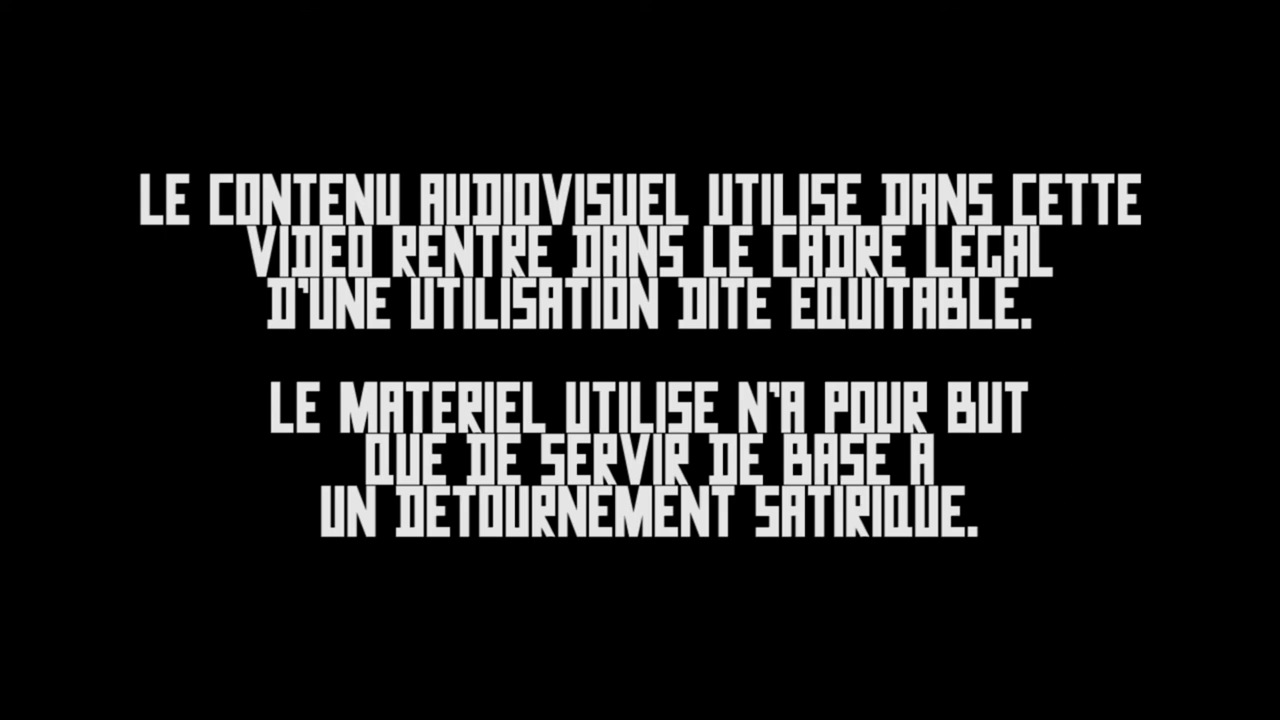 LE CONTENU AUDIOVISUEL UTILISE DANS CETTE
VIDEO RENTRE DANS LE CADRE LEGAL
D'UNE UTILISATION DITE EQUITABLE.
LE MATERIEL UTILISE N'A POUR BUT
QUE DE SERVIR DE BASE A
UN DETOURNEMENT SATIRIQUE.